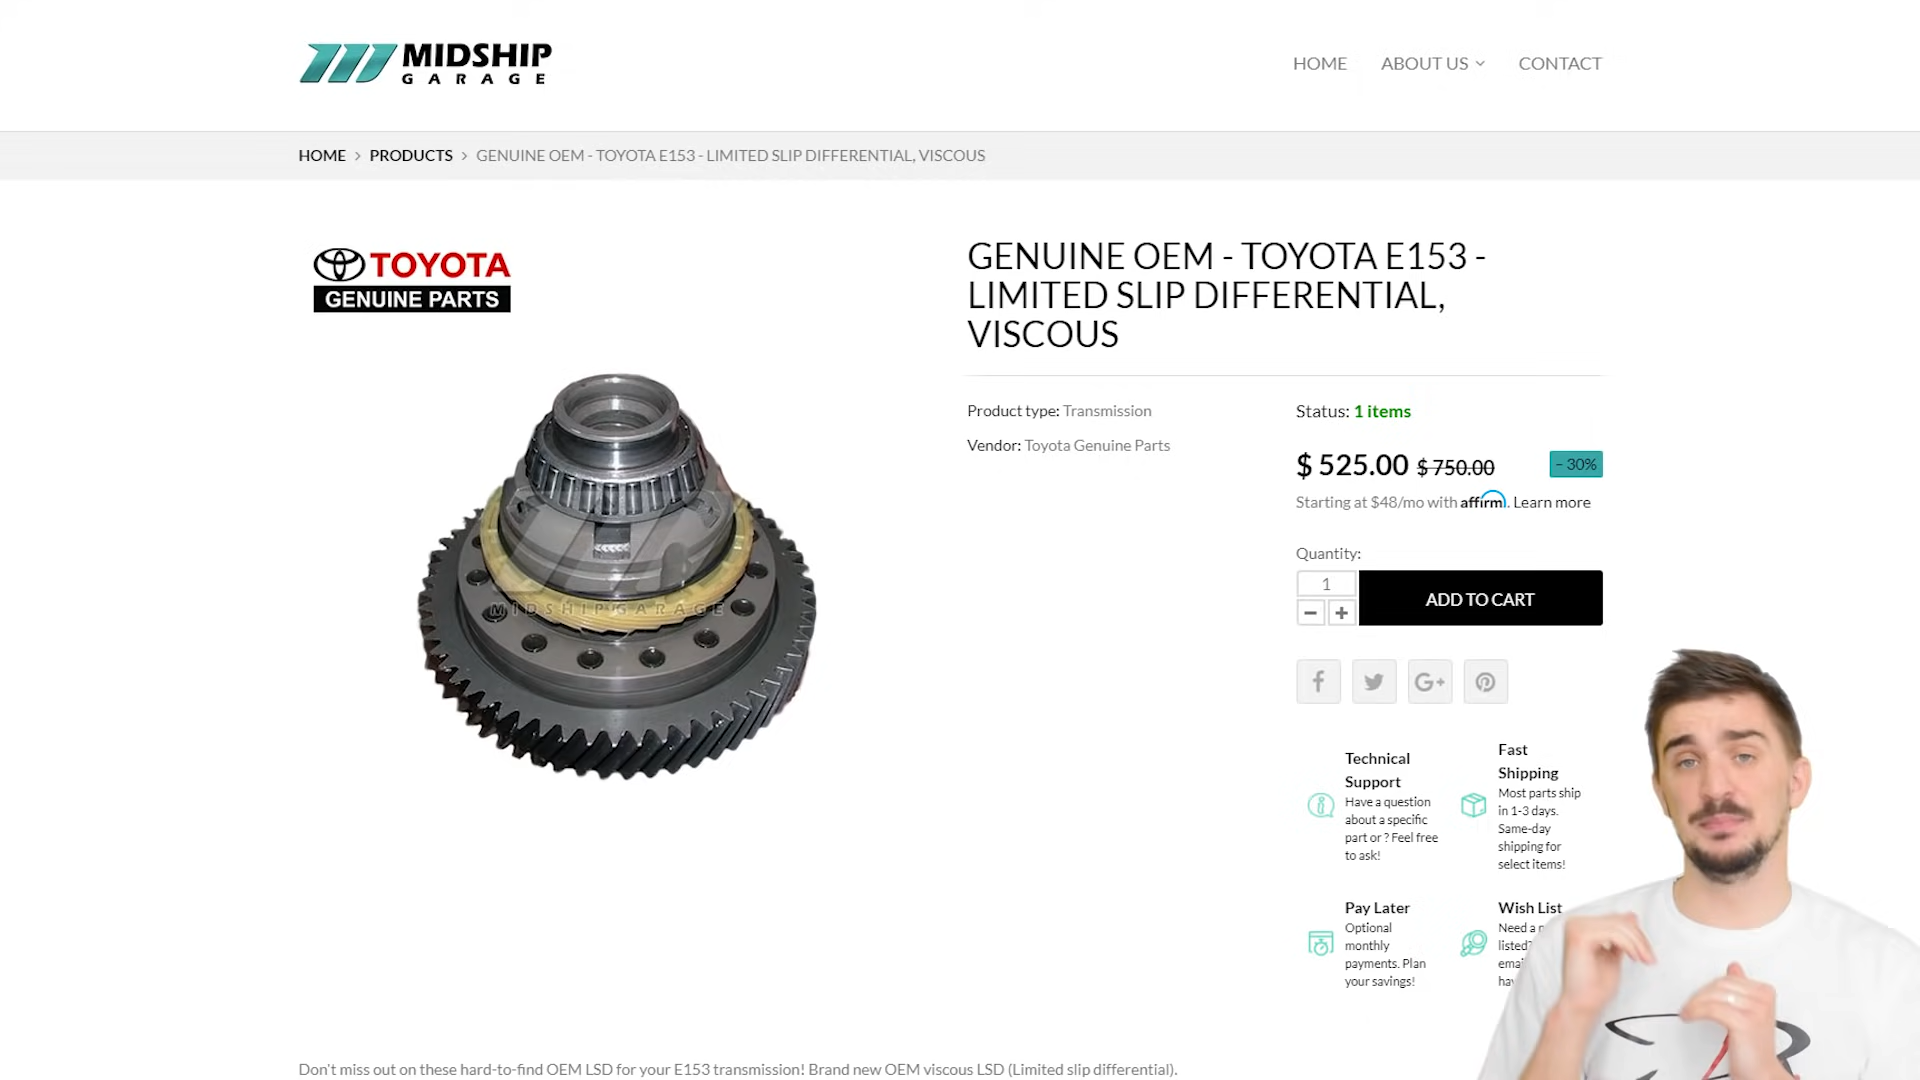 MIDSHIP
GARAGE
HOME
ABOUT US
CONTACT
HOME > PRODUCTS > GENUINE OEM - TOYOTA E153 - LIMITED SLIP DIFFERENTIAL, VISCOUS
TOYOTA
GENUINE PARTS
MIDSHIP GARAGE
GENUINE OEM - TOYOTA E153 -
LIMITED SLIP DIFFERENTIAL,
VISCOUS
Product type: Transmission
Vendor: Toyota Genuine Parts
Status: 1 items
$ 525.00 $ 750.00 - 30%
Starting at $48/mo with affirm. Learn more
Quantity:
1
ADD TO CART
Technical
Support
Have a question
about a specific
part or ? Feel free
to ask!
Fast
Shipping
Most parts ship
in 1-3 days.
Same-day
shipping for
select items!
Pay Later
Optional
monthly
payments. Plan
your savings!
Wish List
Need a
listed?
Don't miss out on these hard-to-find OEM LSD for your E153 transmission! Brand new OEM viscous LSD (Limited slip differential).